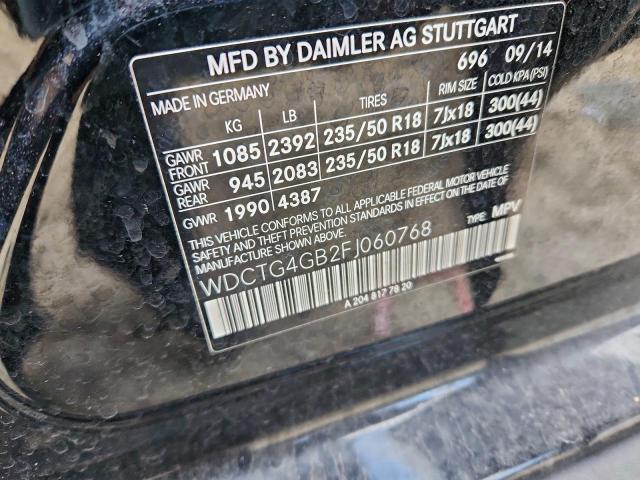 MFD BY DAIMLER AG STUTTGART
696 09/14
MADE IN GERMANY
KG LB TIRES RIM SIZE COLD KPA(PSI)
GAWR FRONT 1085 2392 235/50 R18 7Jx18 300(44)
GAWR REAR 945 2083 235/50 R18 7Jx18 300(44)
GVWR 1990 4387
THIS VEHICLE CONFORMS TO ALL APPLICABLE FEDERAL MOTOR VEHICLE
SAFETY AND THEFT PREVENTION STANDARDS IN EFFECT ON THE DATE OF
MANUFACTURE SHOWN ABOVE.
TYPE: MPV
WDCTG4GB2FJ060768
A 204 817 78 20